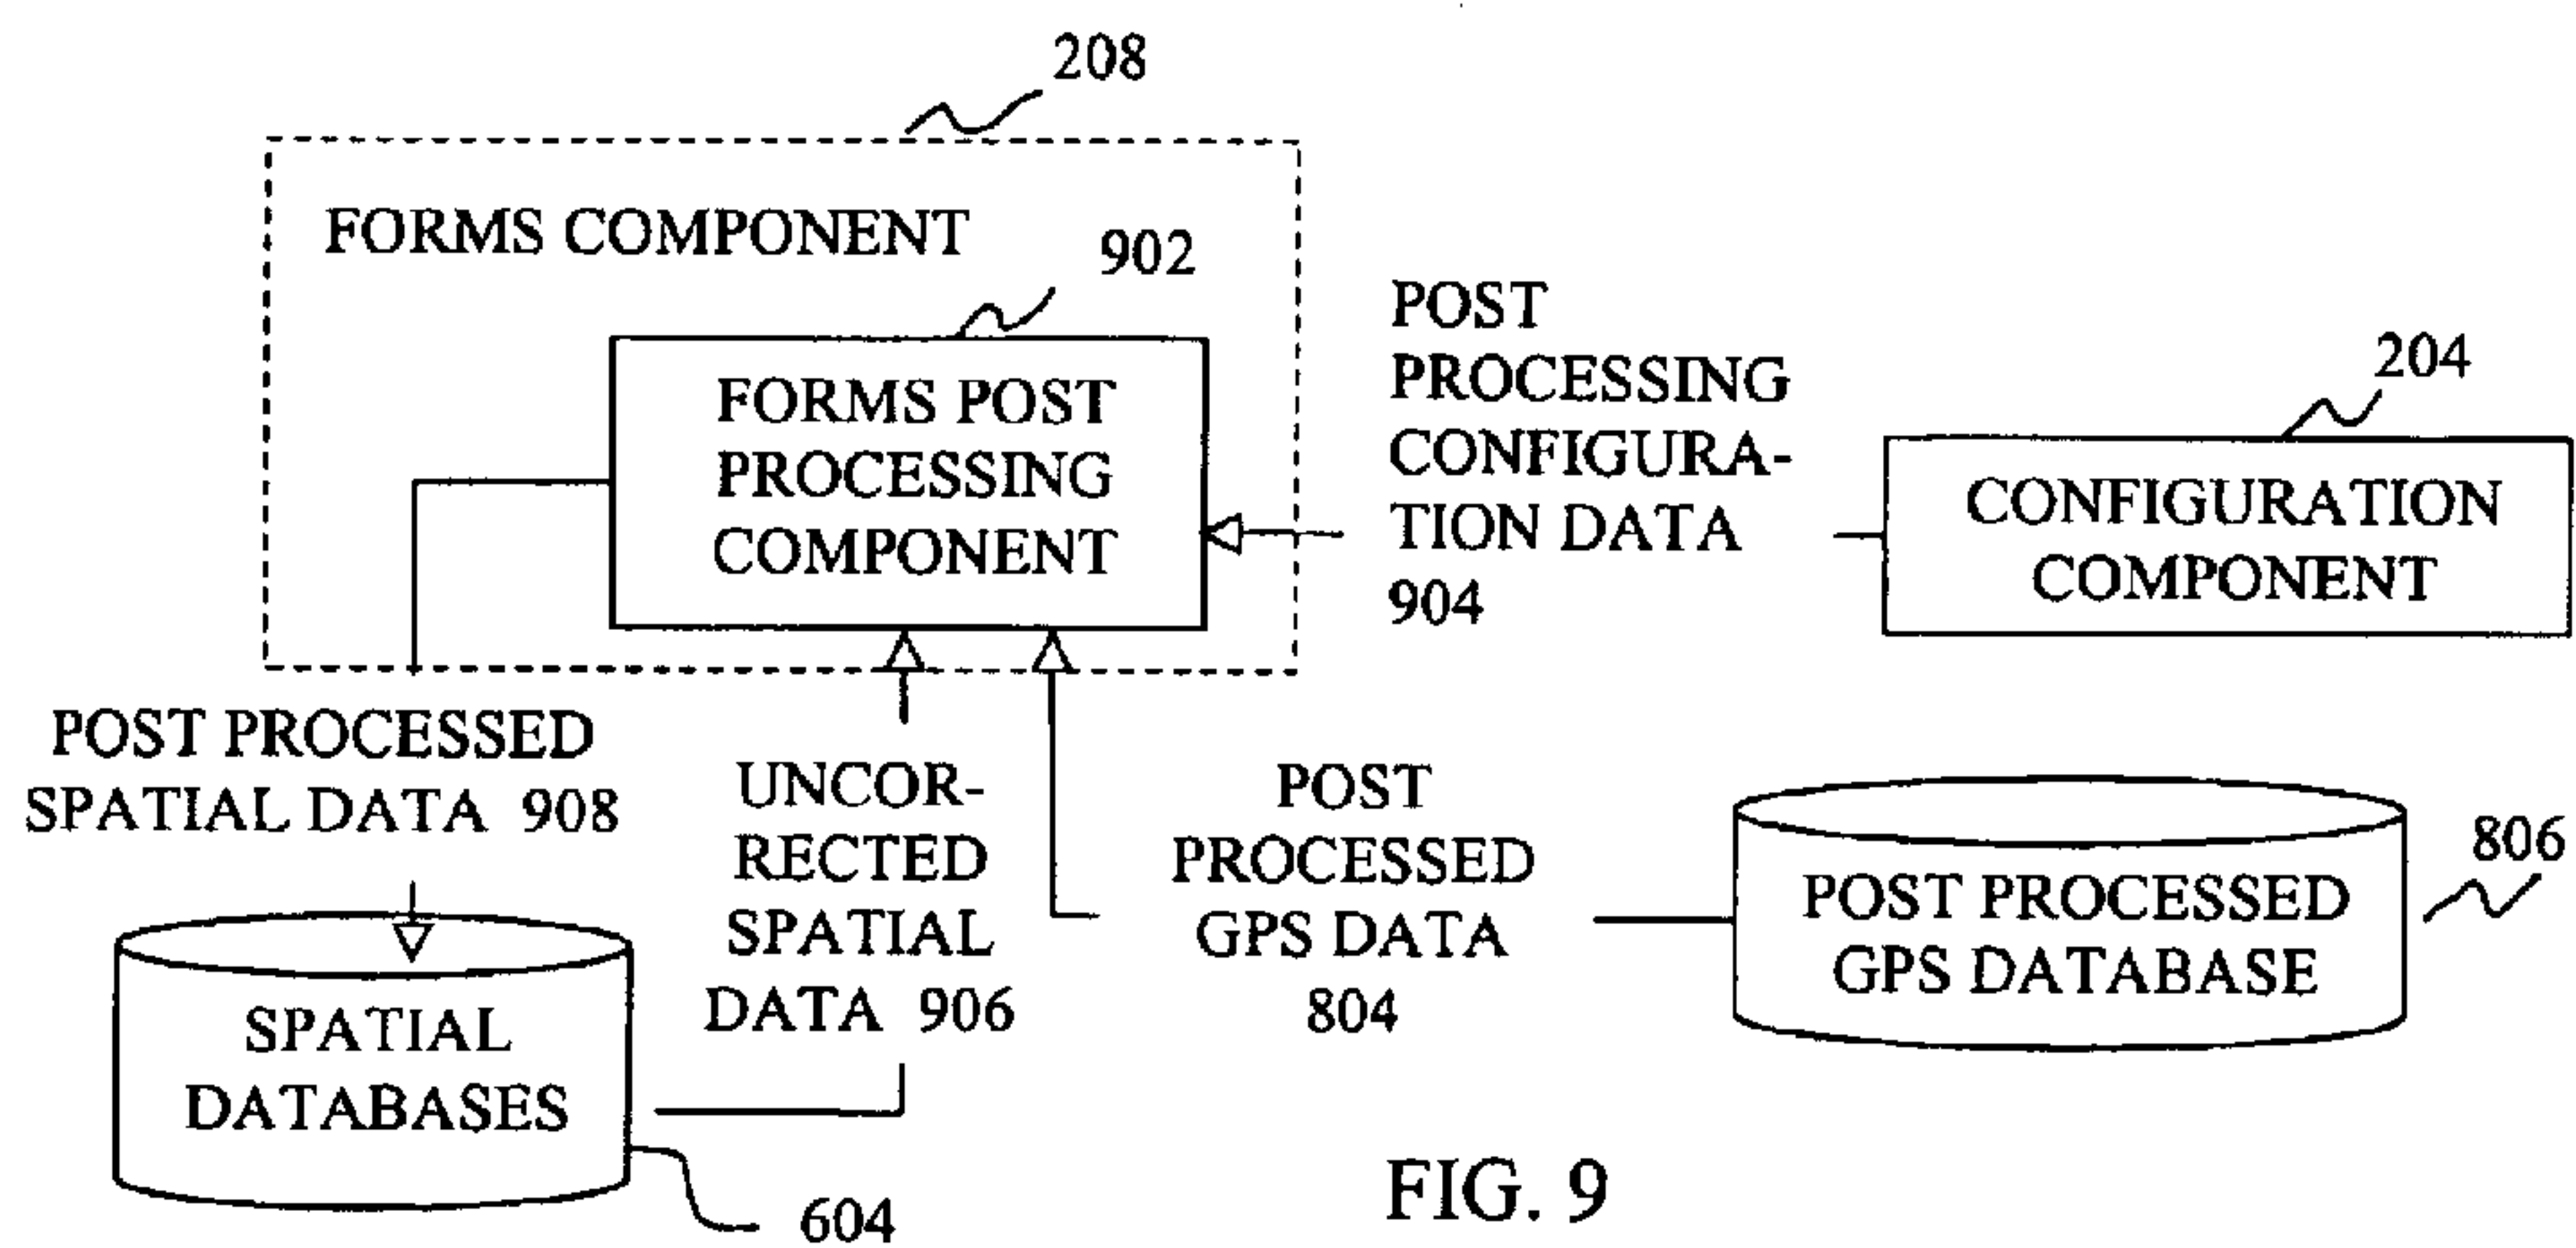 208
FORMS COMPONENT
902
FORMS POST
PROCESSING
COMPONENT
POST
PROCESSING
CONFIGURA-
TION DATA
904
204
CONFIGURATION
COMPONENT
POST PROCESSED
SPATIAL DATA 908
UNCOR-
RECTED
SPATIAL
DATA 906
POST
PROCESSED
GPS DATA
804
POST PROCESSED
GPS DATABASE
806
SPATIAL
DATABASES
604
FIG. 9